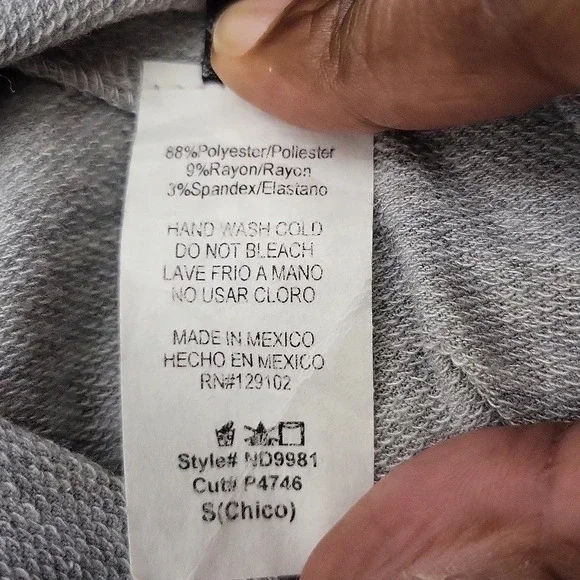 88%Polyester/Poliester
9%Rayon/Rayon
3%Spandex/Elastano
HAND WASH COLD
DO NOT BLEACH
LAVE FRIO A MANO
NO USAR CLORO
MADE IN MEXICO
HECHO EN MEXICO
RN#129102
Style# ND9981
Cut# P4746
S(Chico)